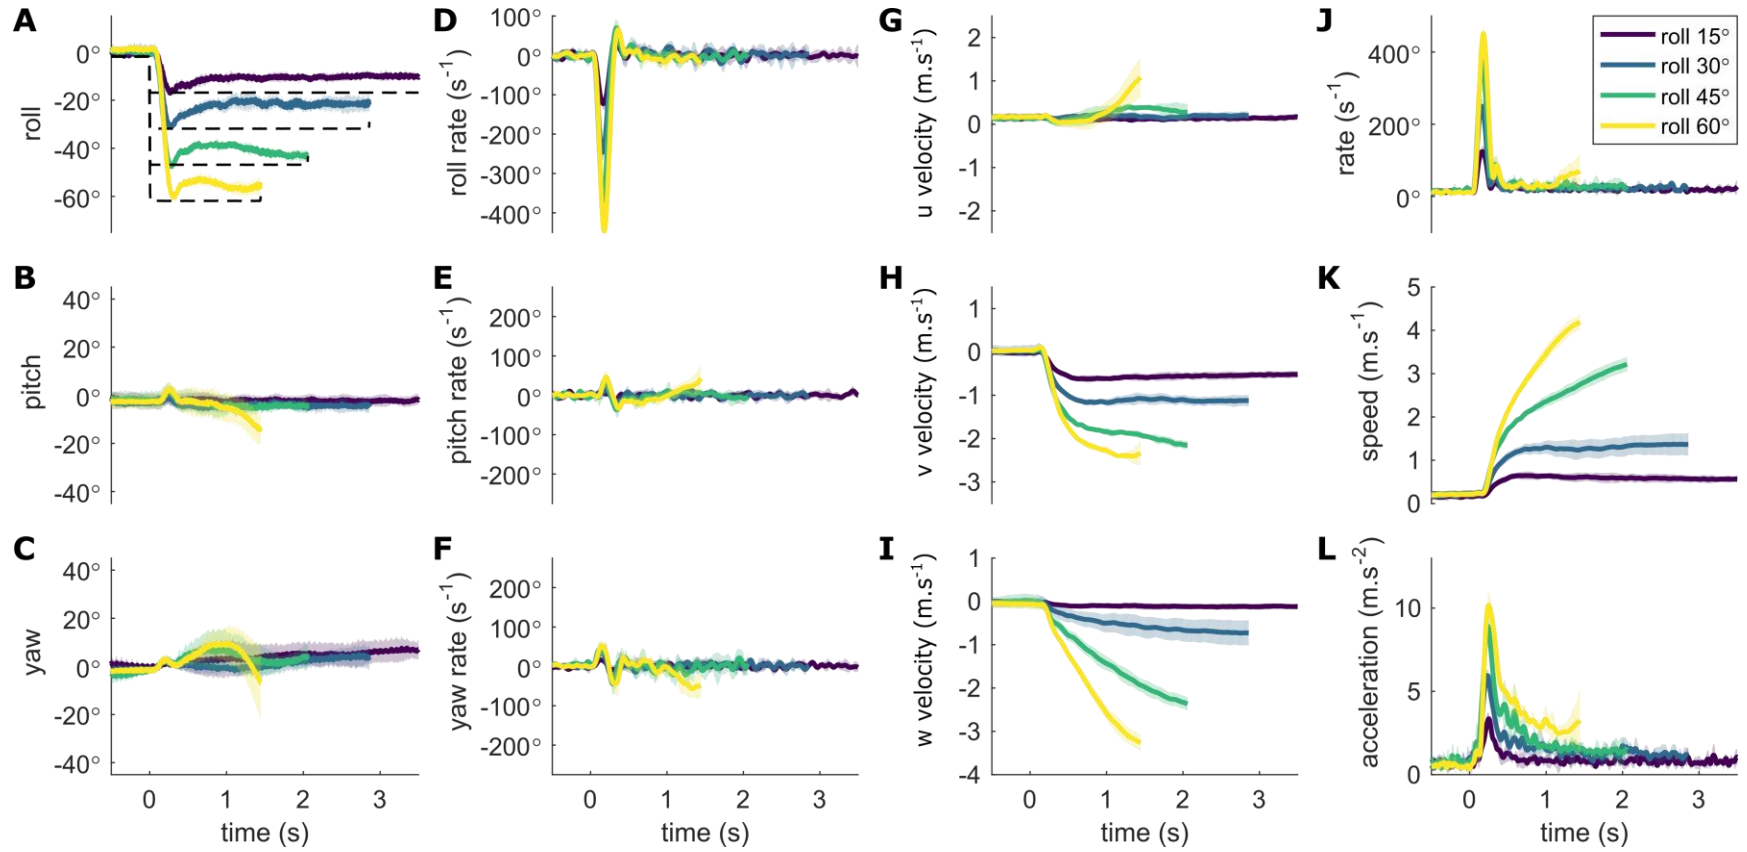 A
roll
0°
-20°
-40°
-60°
D
roll rate (s-1)
100°
0°
-100°
-200°
-300°
-400°
G
u velocity (m.s-1)
2
1
0
-1
-2
J
rate (s-1)
400°
200°
0°
roll 15°
roll 30°
roll 45°
roll 60°
B
pitch
40°
20°
0°
-20°
-40°
E
pitch rate (s-1)
200°
100°
0°
-100°
-200°
H
v velocity (m.s-1)
1
0
-1
-2
-3
K
speed (m.s-1)
5
4
3
2
1
0
C
yaw
40°
20°
0°
-20°
-40°
0 1 2 3
time (s)
F
yaw rate (s-1)
200°
100°
0°
-100°
-200°
0 1 2 3
time (s)
I
w velocity (m.s-1)
1
0
-1
-2
-3
-4
0 1 2 3
time (s)
L
acceleration (m.s-2)
10
5
0
0 1 2 3
time (s)